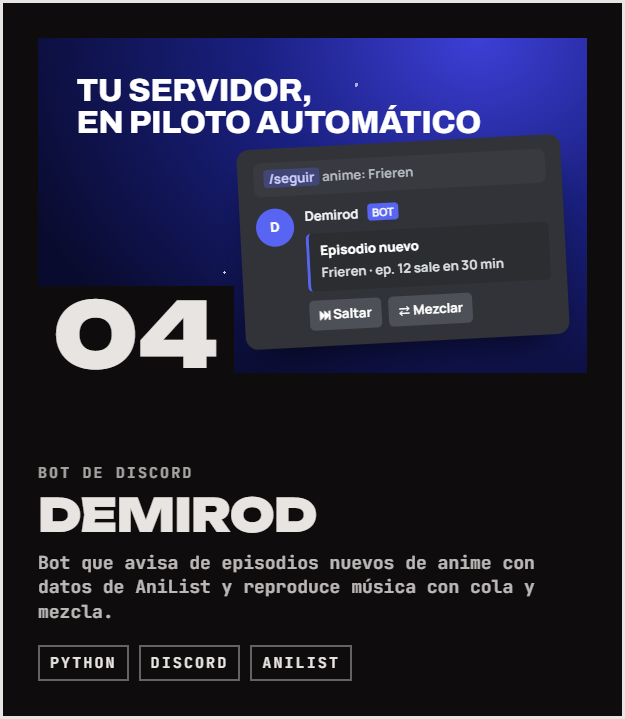 TU SERVIDOR,
EN PILOTO AUTOMÁTICO
/seguir anime: Frieren
D
Demirod BOT
Episodio nuevo
Frieren · ep. 12 sale en 30 min
⏭ Saltar ⇄ Mezclar
04
BOT DE DISCORD
DEMIROD
Bot que avisa de episodios nuevos de anime con
datos de AniList y reproduce música con cola y
mezcla.
PYTHON DISCORD ANILIST